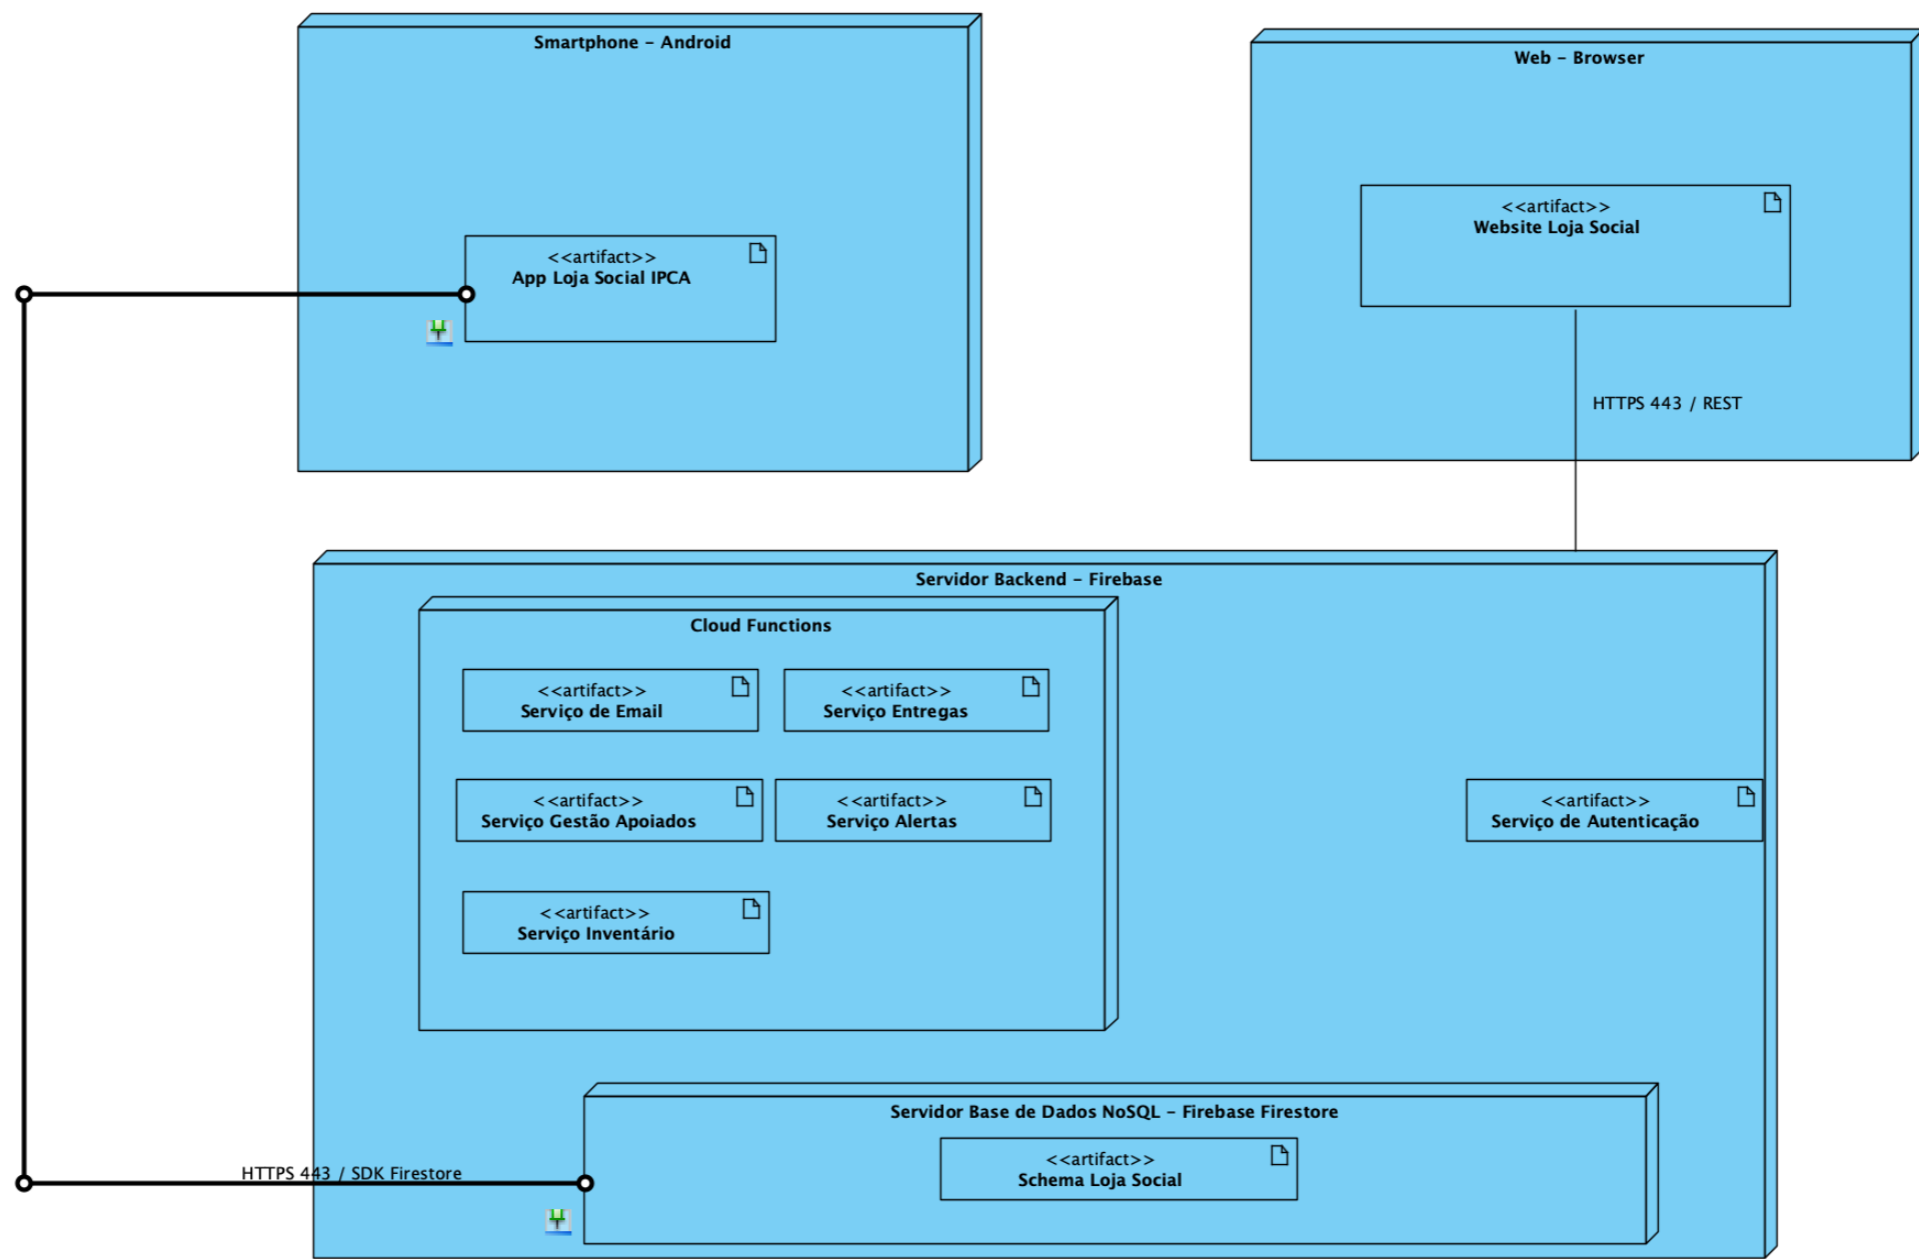 Smartphone – Android
<<artifact>>
App Loja Social IPCA
Web – Browser
<<artifact>>
Website Loja Social
HTTPS 443 / REST
Servidor Backend – Firebase
Cloud Functions
<<artifact>>
Serviço de Email
<<artifact>>
Serviço Entregas
<<artifact>>
Serviço Gestão Apoiados
<<artifact>>
Serviço Alertas
<<artifact>>
Serviço de Autenticação
<<artifact>>
Serviço Inventário
Servidor Base de Dados NoSQL – Firebase Firestore
<<artifact>>
Schema Loja Social
HTTPS 443 / SDK Firestore